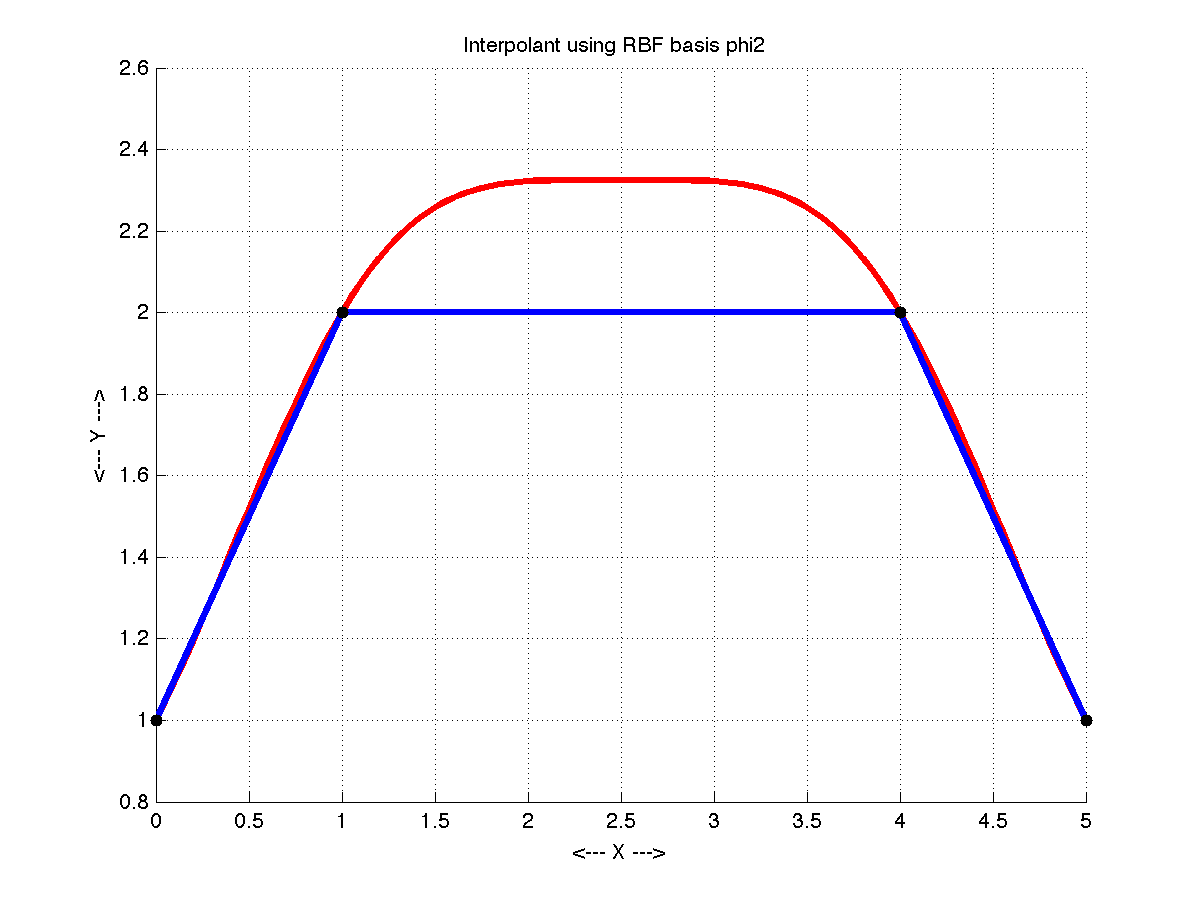 Interpolant using RBF basis phi2
2.6
2.4
2.2
2
1.8
1.6
1.4
1.2
1
0.8
<--- Y --->
0 0.5 1 1.5 2 2.5 3 3.5 4 4.5 5
<--- X --->